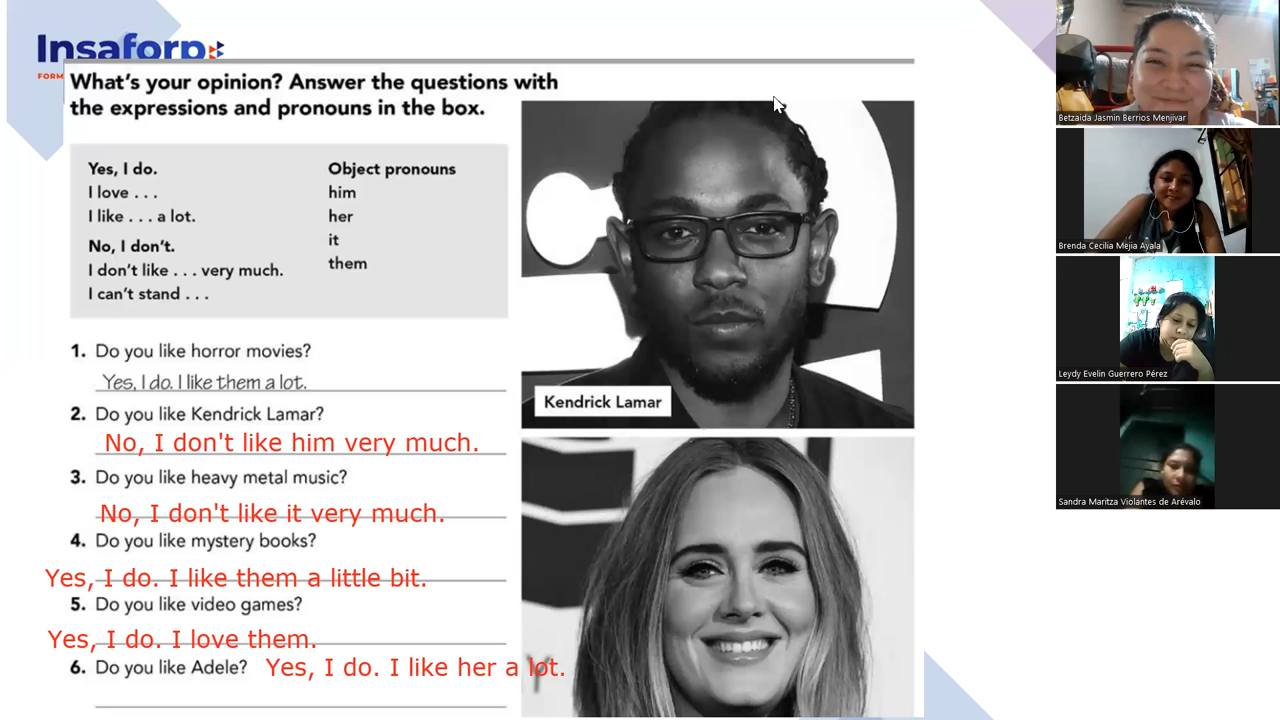 Insaforp
FORM
What's your opinion? Answer the questions with
the expressions and pronouns in the box.
Yes, I do.
I love . . .
I like . . . a lot.
No, I don't.
I don't like . . . very much.
I can't stand . . .
Object pronouns
him
her
it
them
1. Do you like horror movies?
Yes, I do. I like them a lot.
2. Do you like Kendrick Lamar?
No, I don't like him very much.
3. Do you like heavy metal music?
No, I don't like it very much.
4. Do you like mystery books?
Yes, I do. I like them a little bit.
5. Do you like video games?
Yes, I do. I love them.
6. Do you like Adele? Yes, I do. I like her a lot.
Kendrick Lamar
Betzaida Jasmin Berrios Menjivar
Brenda Cecilia Mejia Ayala
Leydy Evelin Guerrero Pérez
Sandra Maritza Violantes de Arévalo